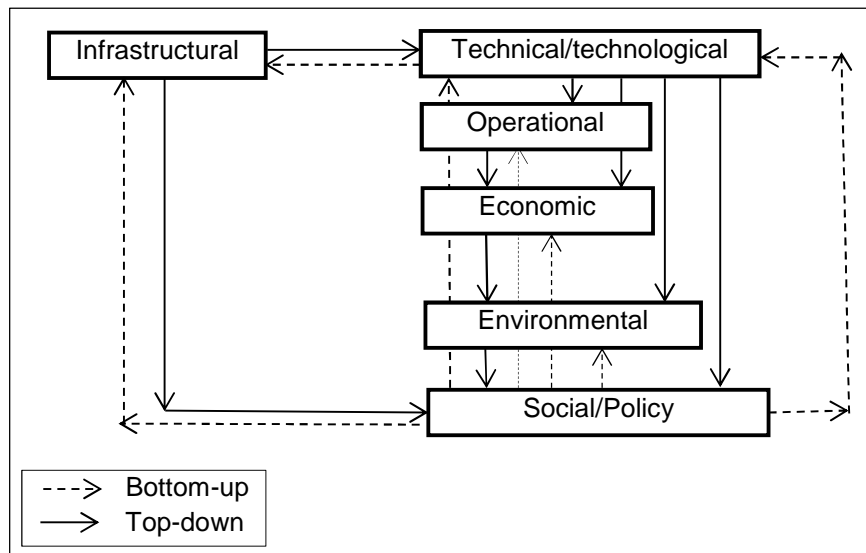 Infrastructural
Technical/technological
Operational
Economic
Environmental
Social/Policy
Bottom-up
Top-down